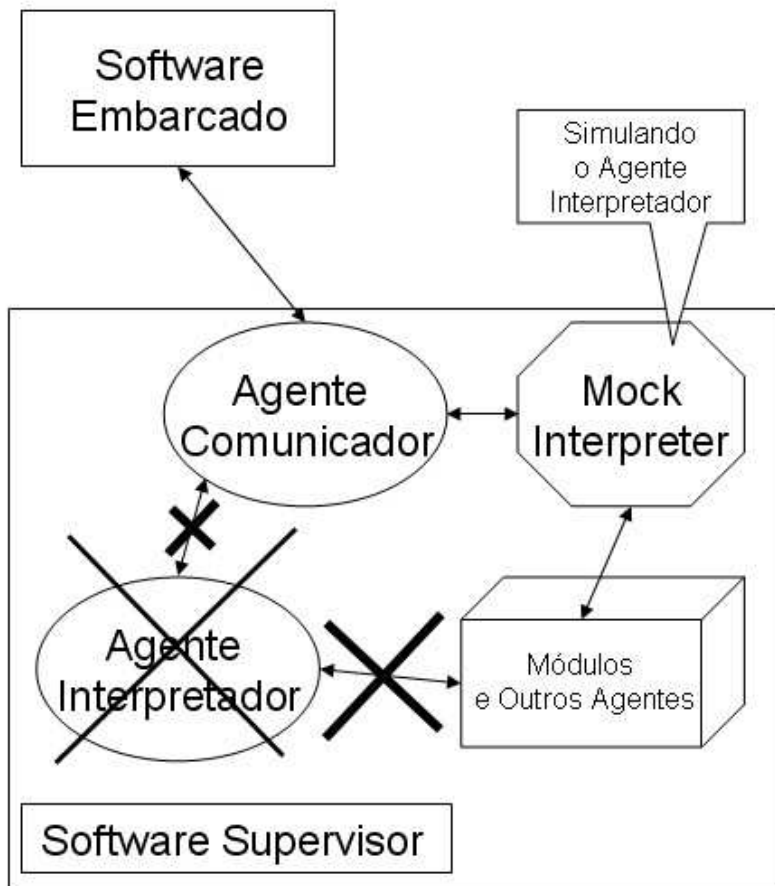 Software
Embarcado
Simulando
o Agente
Interpretador
Agente
Comunicador
Mock
Interpreter
Agente
Interpretador
Módulos
e Outros Agentes
Software Supervisor